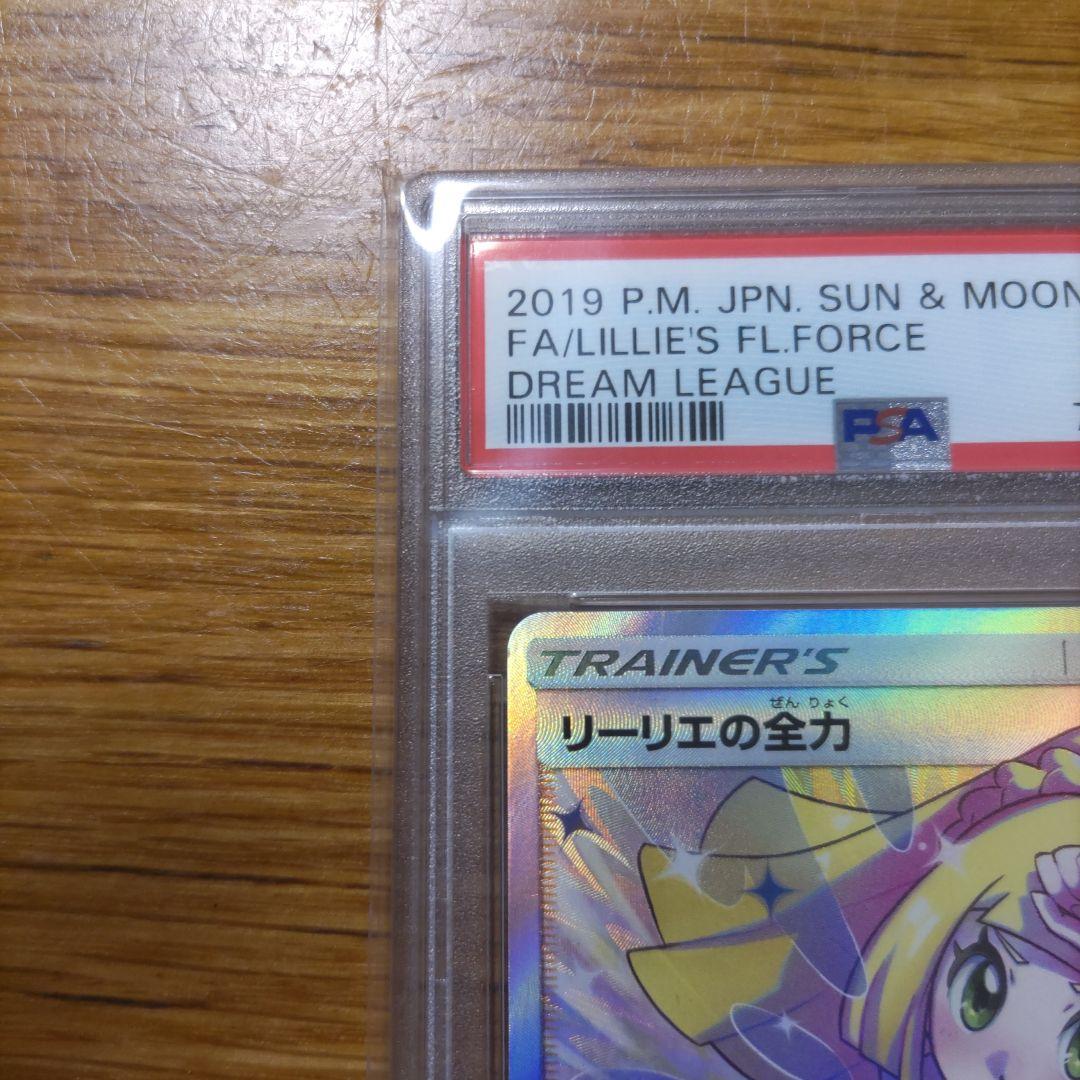 2019 P.M. JPN. SUN & MOON
FA/LILLIE'S FL.FORCE
DREAM LEAGUE
PSA
TRAINER'S
ぜん りょく
リーリエの全力